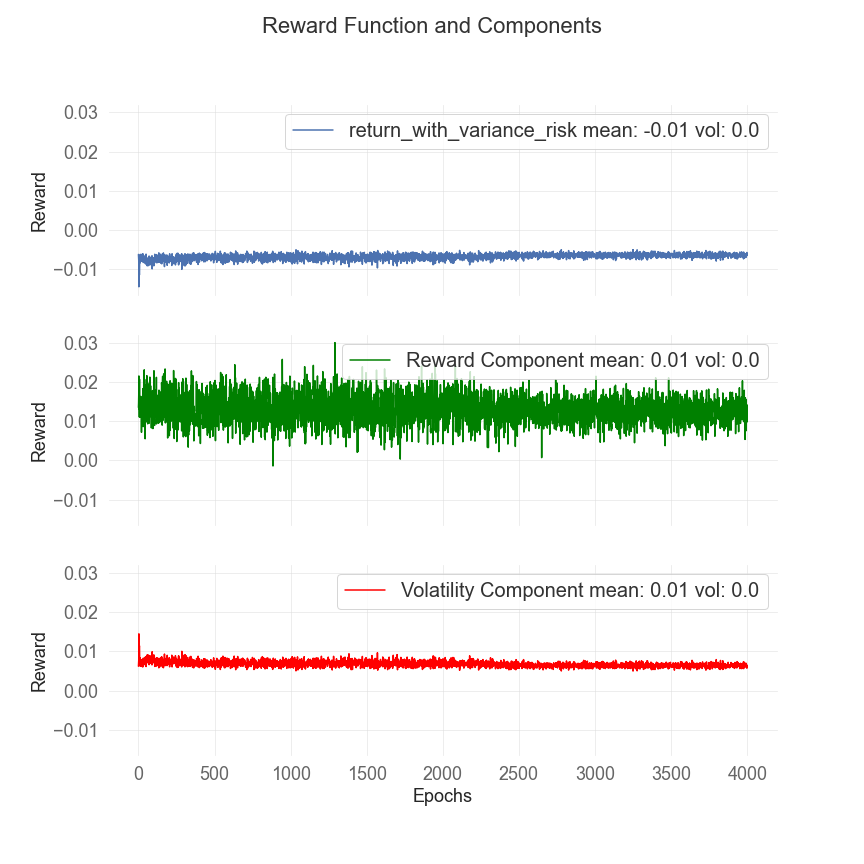 Reward Function and Components
0.03
return_with_variance_risk mean: -0.01 vol: 0.0
0.02
0.01
0.00
−0.01
Reward
0.03
Reward Component mean: 0.01 vol: 0.0
0.02
0.01
0.00
−0.01
Reward
0.03
Volatility Component mean: 0.01 vol: 0.0
0.02
0.01
0.00
−0.01
Reward
0 500 1000 1500 2000 2500 3000 3500 4000
Epochs